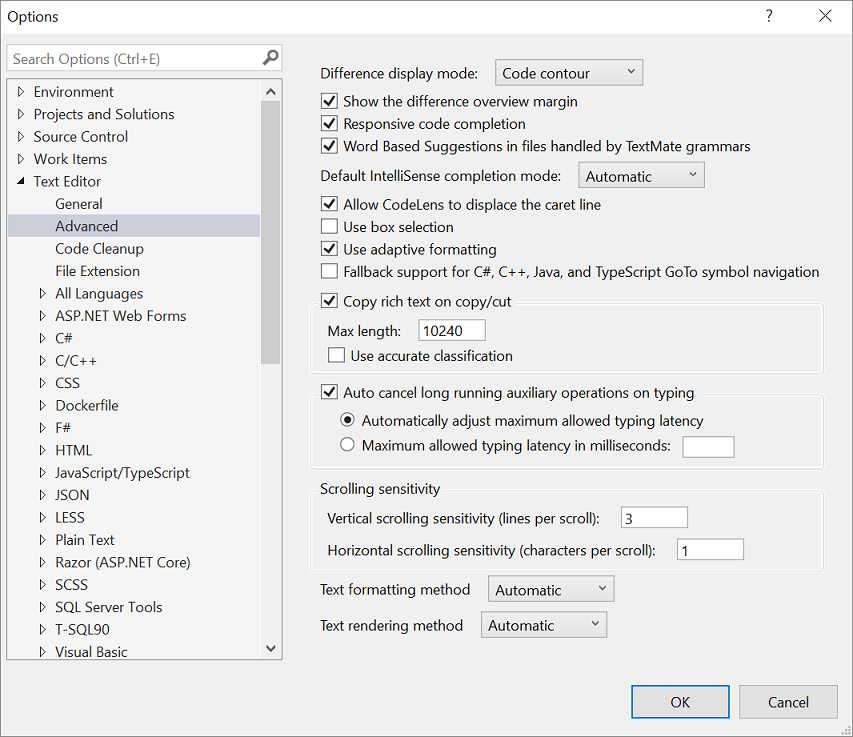 Options
?
Search Options (Ctrl+E)
Environment
Projects and Solutions
Source Control
Work Items
Text Editor
General
Advanced
Code Cleanup
File Extension
All Languages
ASP.NET Web Forms
C#
C/C++
CSS
Dockerfile
F#
HTML
JavaScript/TypeScript
JSON
LESS
Plain Text
Razor (ASP.NET Core)
SCSS
SQL Server Tools
T-SQL90
Visual Basic
Difference display mode: Code contour
Show the difference overview margin
Responsive code completion
Word Based Suggestions in files handled by TextMate grammars
Default IntelliSense completion mode: Automatic
Allow CodeLens to displace the caret line
Use box selection
Use adaptive formatting
Fallback support for C#, C++, Java, and TypeScript GoTo symbol navigation
Copy rich text on copy/cut
Max length: 10240
Use accurate classification
Auto cancel long running auxiliary operations on typing
Automatically adjust maximum allowed typing latency
Maximum allowed typing latency in milliseconds:
Scrolling sensitivity
Vertical scrolling sensitivity (lines per scroll): 3
Horizontal scrolling sensitivity (characters per scroll): 1
Text formatting method Automatic
Text rendering method Automatic
OK Cancel